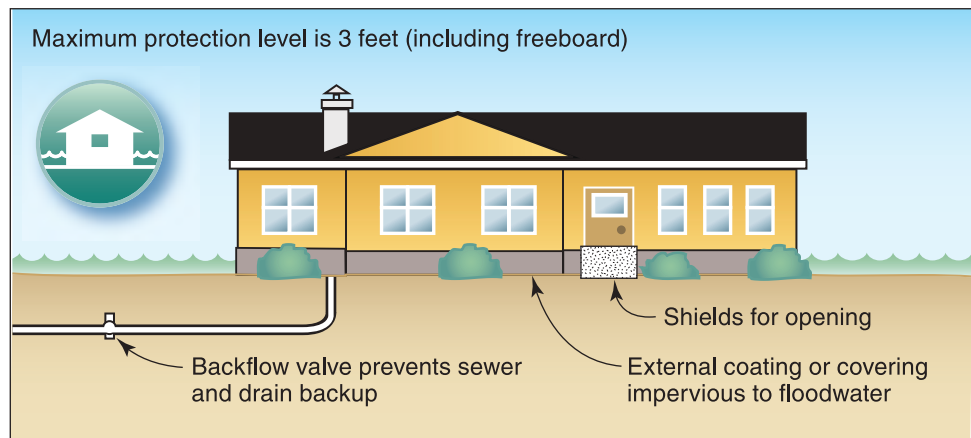 Maximum protection level is 3 feet (including freeboard)
Shields for opening
Backflow valve prevents sewer
and drain backup
External coating or covering
impervious to floodwater